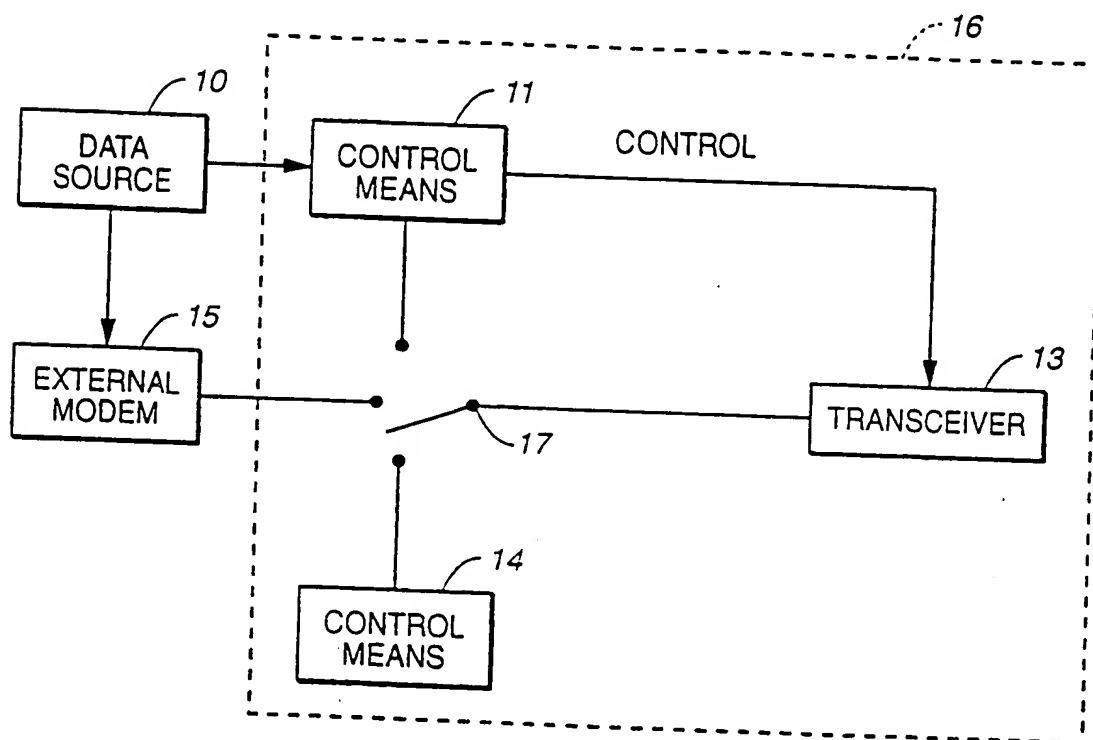 16
10
DATA
SOURCE
11
CONTROL
MEANS
CONTROL
15
EXTERNAL
MODEM
13
TRANSCEIVER
17
14
CONTROL
MEANS